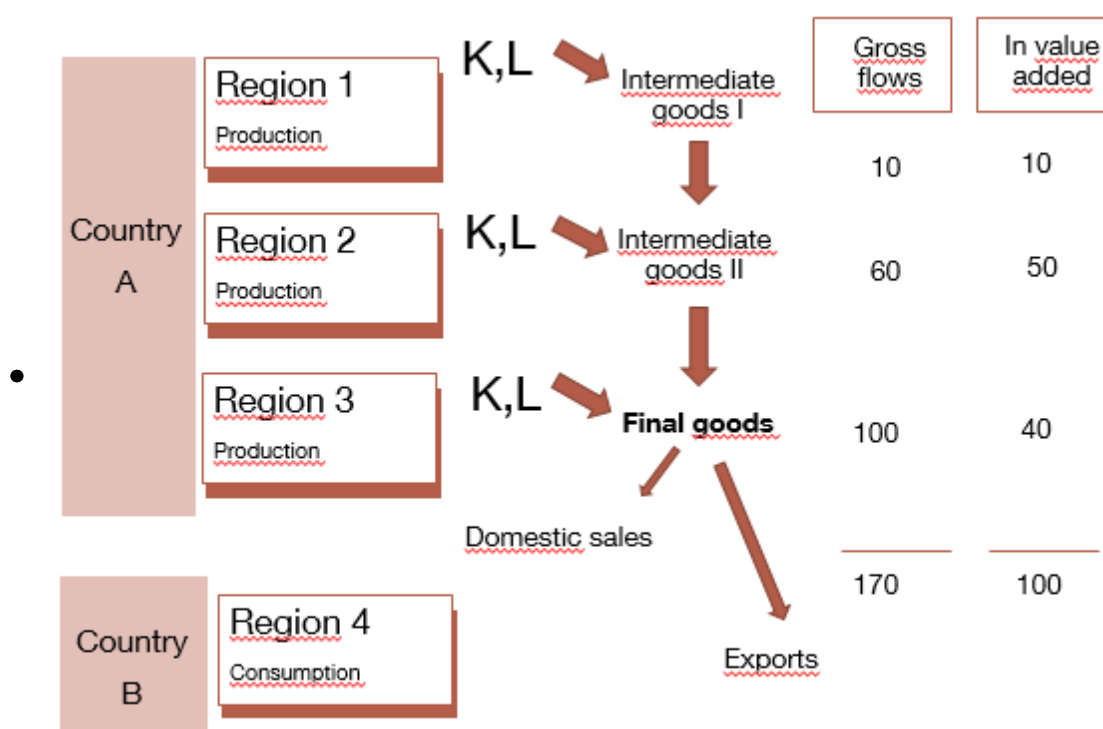 Gross
flows
In value
added
Country
A
Region 1
Production
K,L
Intermediate
goods I
10
10
Region 2
Production
K,L
Intermediate
goods II
60
50
Region 3
Production
K,L
Final goods
100
40
Domestic sales
170
100
Country
B
Region 4
Consumption
Exports